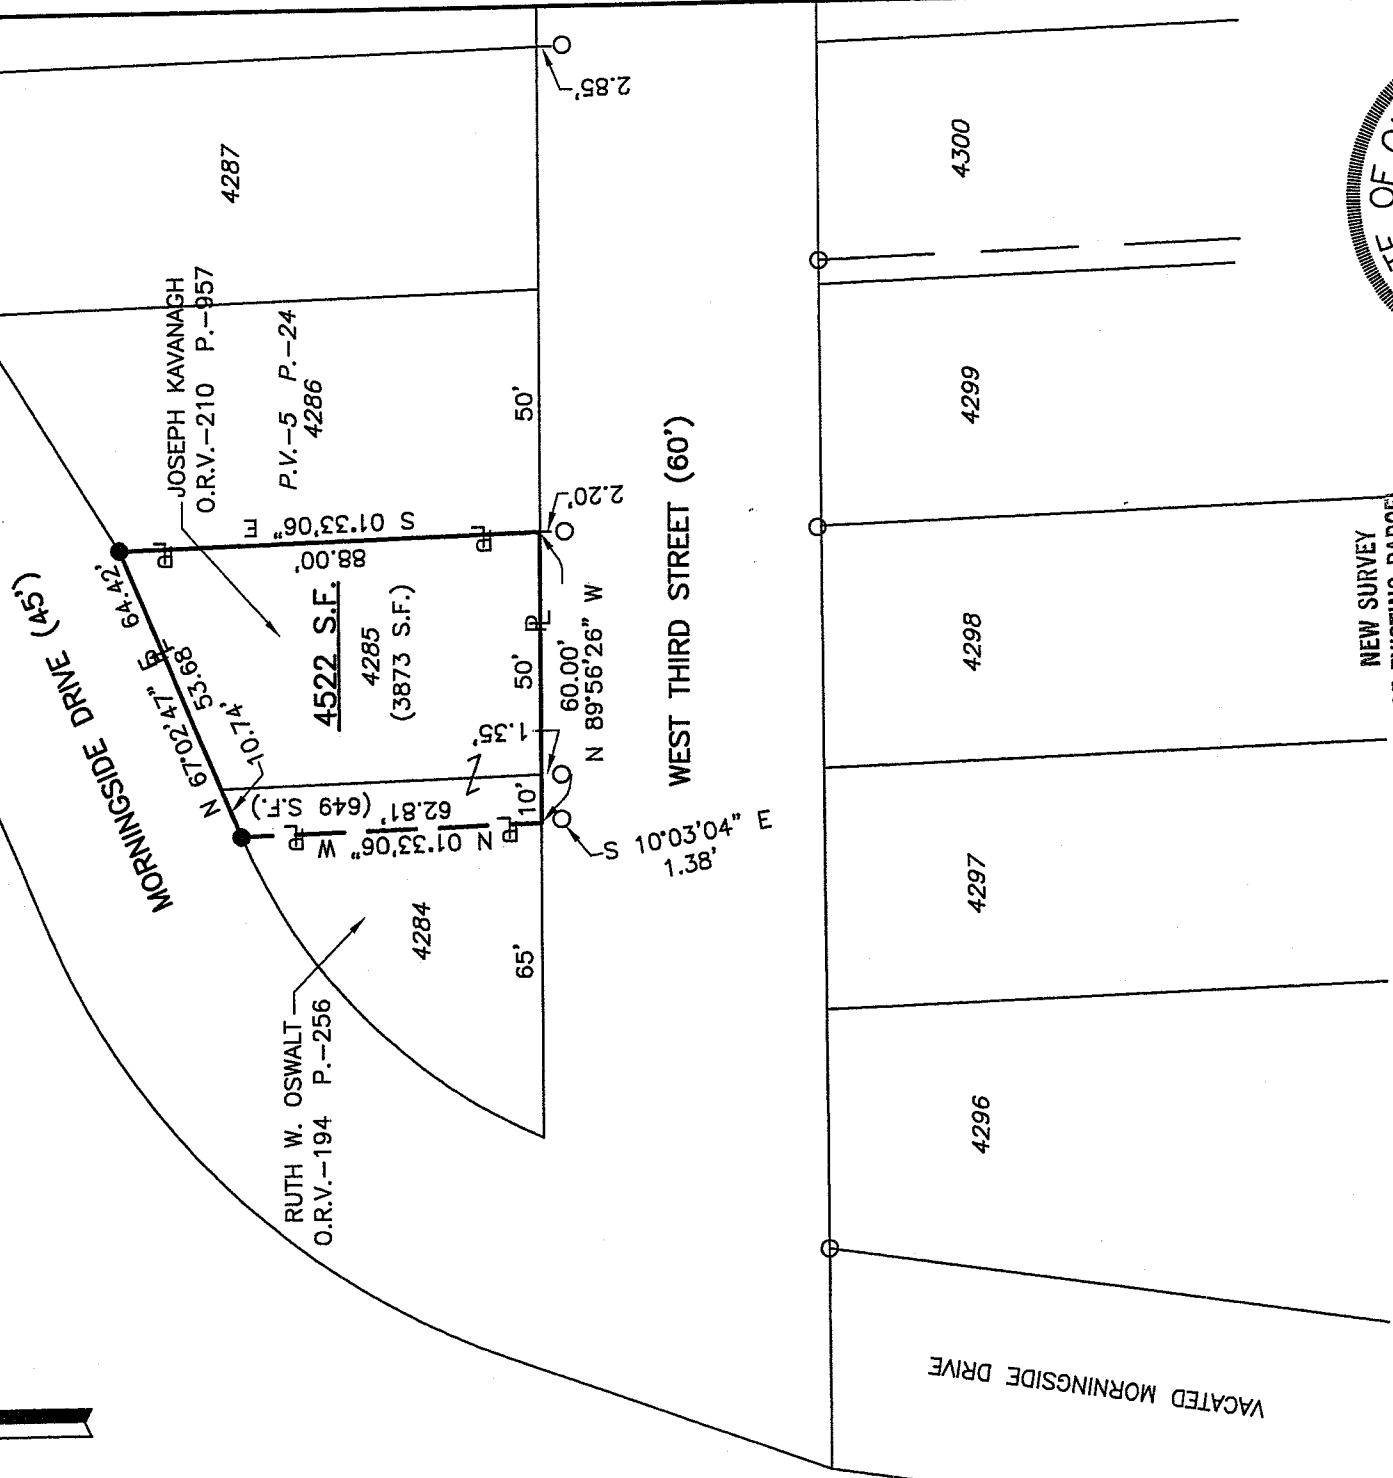 MORNINGSIDE DRIVE (45')
N 67°02'47" E 64.42'
53.68'
10.74'
JOSEPH KAVANAGH
O.R.V.-210 P.-957
P.V.-5 P.-24
4286
4287
2.85'
S 01°33'06" E
88.00'
4522 S.F.
4285
(3873 S.F.)
50'
50'
10'
65'
2.20'
1.35'
60.00'
N 89°56'26" W
(649 S.F.)
62.81'
N 01°33'06" W
S 10°03'04" E
1.38'
4284
RUTH W. OSWALT
O.R.V.-194 P.-256
WEST THIRD STREET (60')
4300
4299
4298
4297
4296
VACATED MORNINGSIDE DRIVE
NEW SURVEY
OF